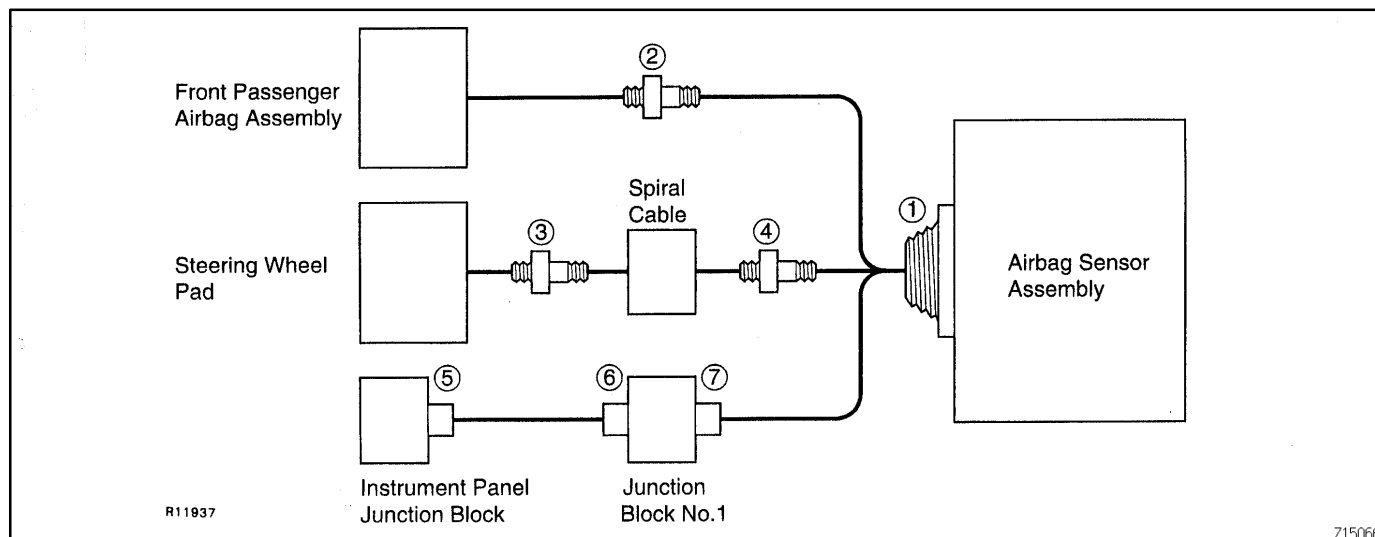 ②
Front Passenger
Airbag Assembly
Spiral
Cable
①
③
④
Steering Wheel
Pad
Airbag Sensor
Assembly
⑤
⑥
⑦
Instrument Panel
Junction Block
Junction
Block No.1
R11937